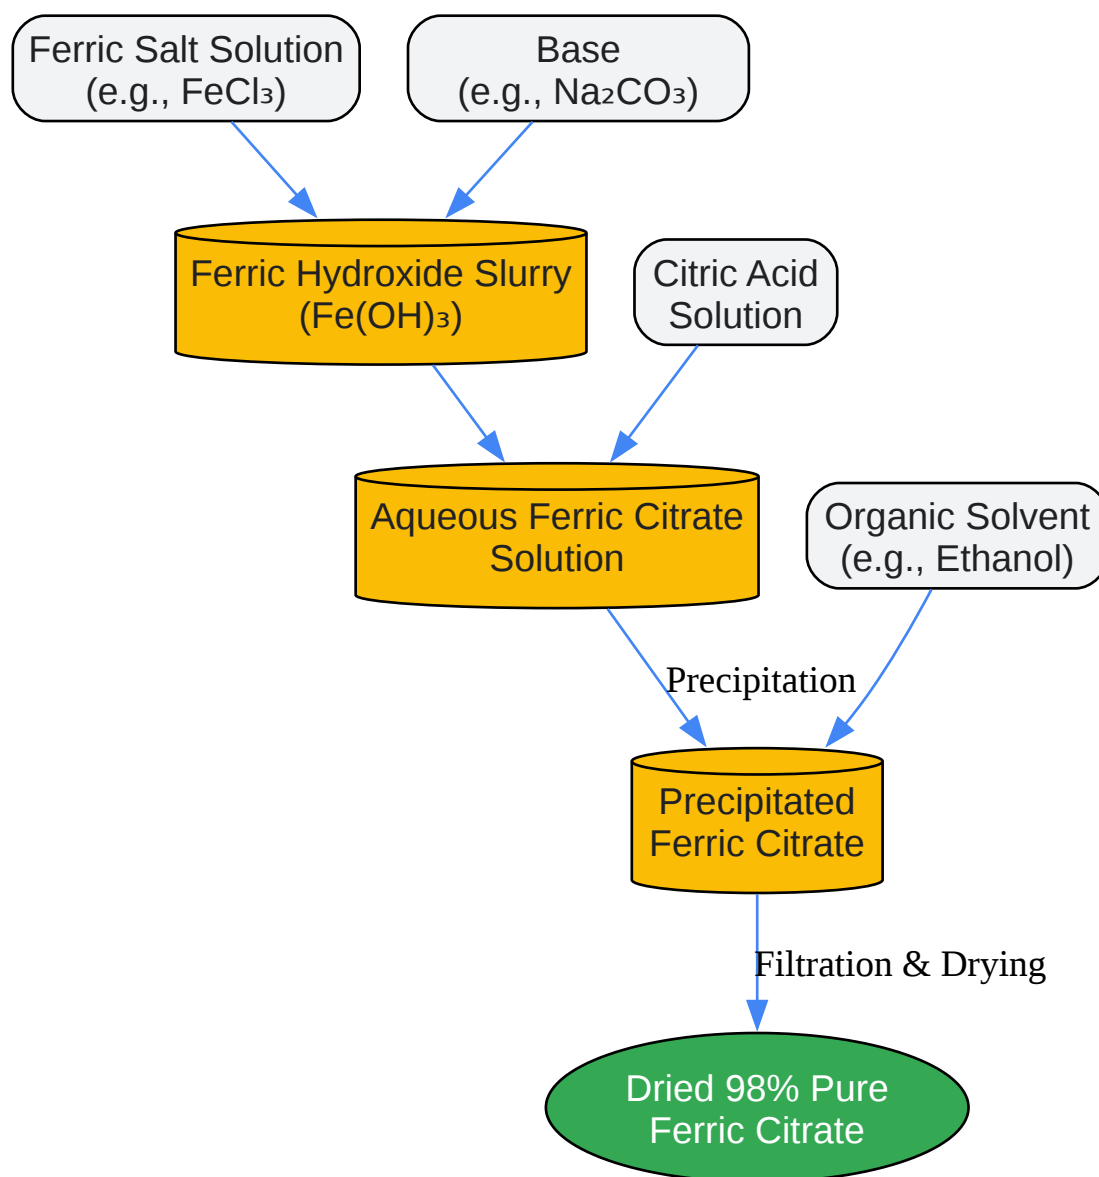 Ferric Salt Solution
(e.g., FeCl₃)
Base
(e.g., Na₂CO₃)
Ferric Hydroxide Slurry
(Fe(OH)₃)
Citric Acid
Solution
Aqueous Ferric Citrate
Solution
Organic Solvent
(e.g., Ethanol)
Precipitation
Precipitated
Ferric Citrate
Filtration & Drying
Dried 98% Pure
Ferric Citrate